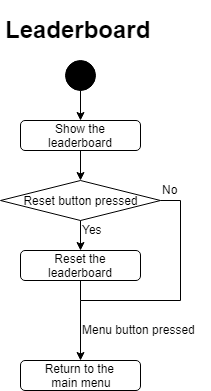 Leaderboard
Show the
leaderboard
Reset button pressed
No
Yes
Reset the
leaderboard
Menu button pressed
Return to the
main menu